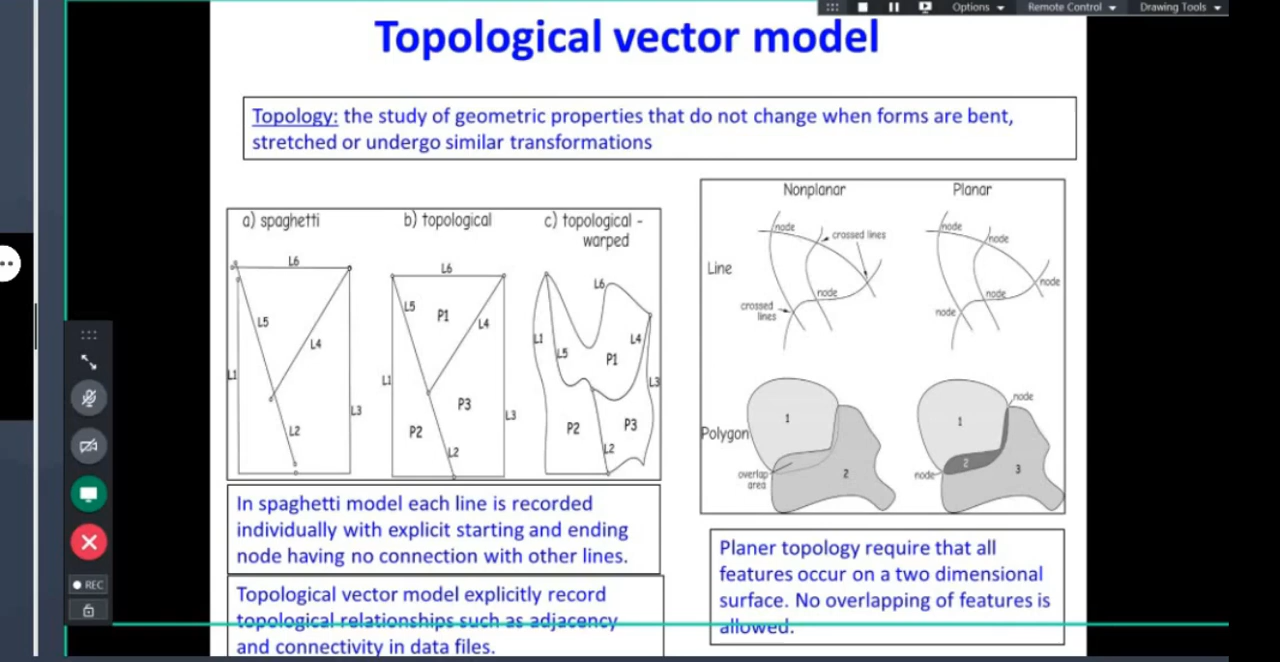 Options
Remote Control
Drawing Tools
Topological vector model
Topology: the study of geometric properties that do not change when forms are bent,
stretched or undergo similar transformations
a) spaghetti
b) topological
c) topological -
warped
L6
L5
L4
L1
L3
L2
L6
L5
P1
L4
L1
P3
L3
P2
L2
L6
L1
L5
L4
P1
L3
P2
P3
L2
Nonplanar
Planar
Line
node
crossed lines
node
crossed
lines
node
node
node
node
node
Polygon
1
2
overlap
area
node
1
2
3
node
In spaghetti model each line is recorded
individually with explicit starting and ending
node having no connection with other lines.
Topological vector model explicitly record
topological relationships such as adjacency
and connectivity in data files.
Planer topology require that all
features occur on a two dimensional
surface. No overlapping of features is
allowed.
REC